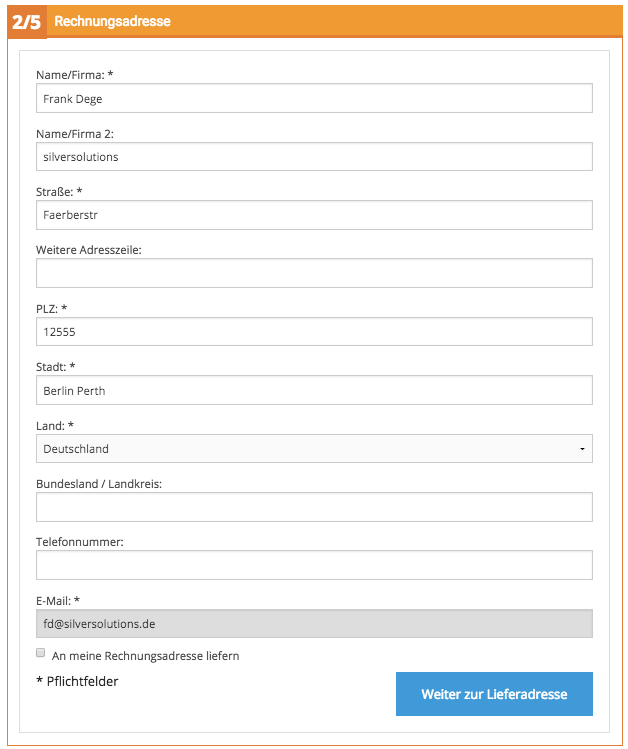 2/5 Rechnungsadresse
Name/Firma: *
Frank Dege
Name/Firma 2:
silversolutions
Straße: *
Faerberstr
Weitere Adresszeile:
PLZ: *
12555
Stadt: *
Berlin Perth
Land: *
Deutschland
Bundesland / Landkreis:
Telefonnummer:
E-Mail: *
fd@silversolutions.de
An meine Rechnungsadresse liefern
* Pflichtfelder
Weiter zur Lieferadresse